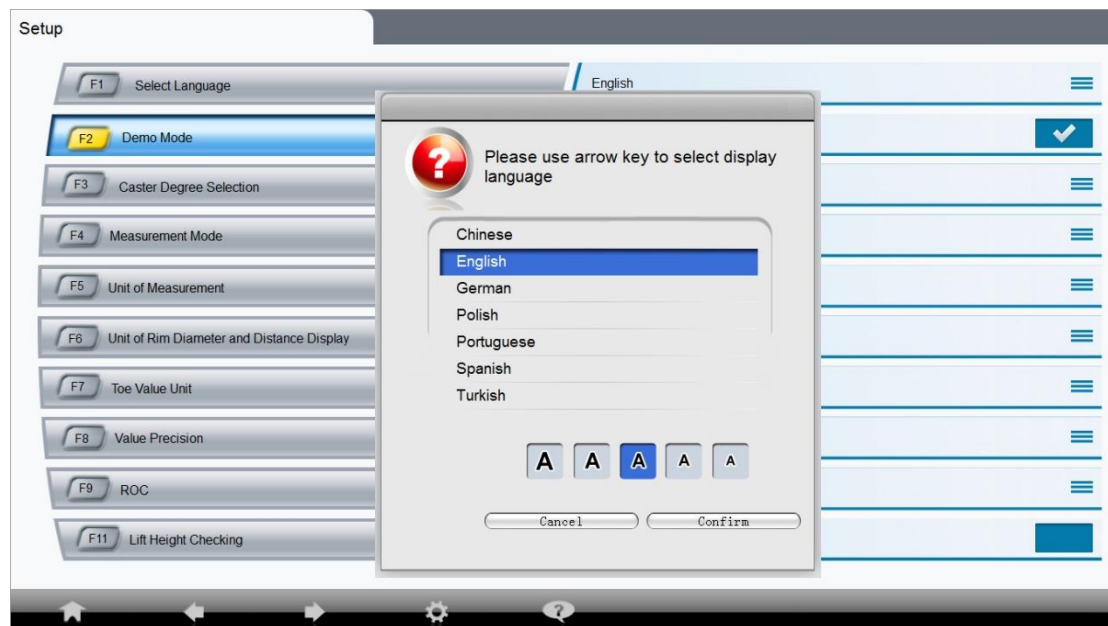 Setup
F1 Select Language English
F2 Demo Mode
F3 Caster Degree Selection
F4 Measurement Mode
F5 Unit of Measurement
F6 Unit of Rim Diameter and Distance Display
F7 Toe Value Unit
F8 Value Precision
F9 ROC
F11 Lift Height Checking
?
Please use arrow key to select display
language
Chinese
English
German
Polish
Portuguese
Spanish
Turkish
A A A A A
Cancel Confirm
?